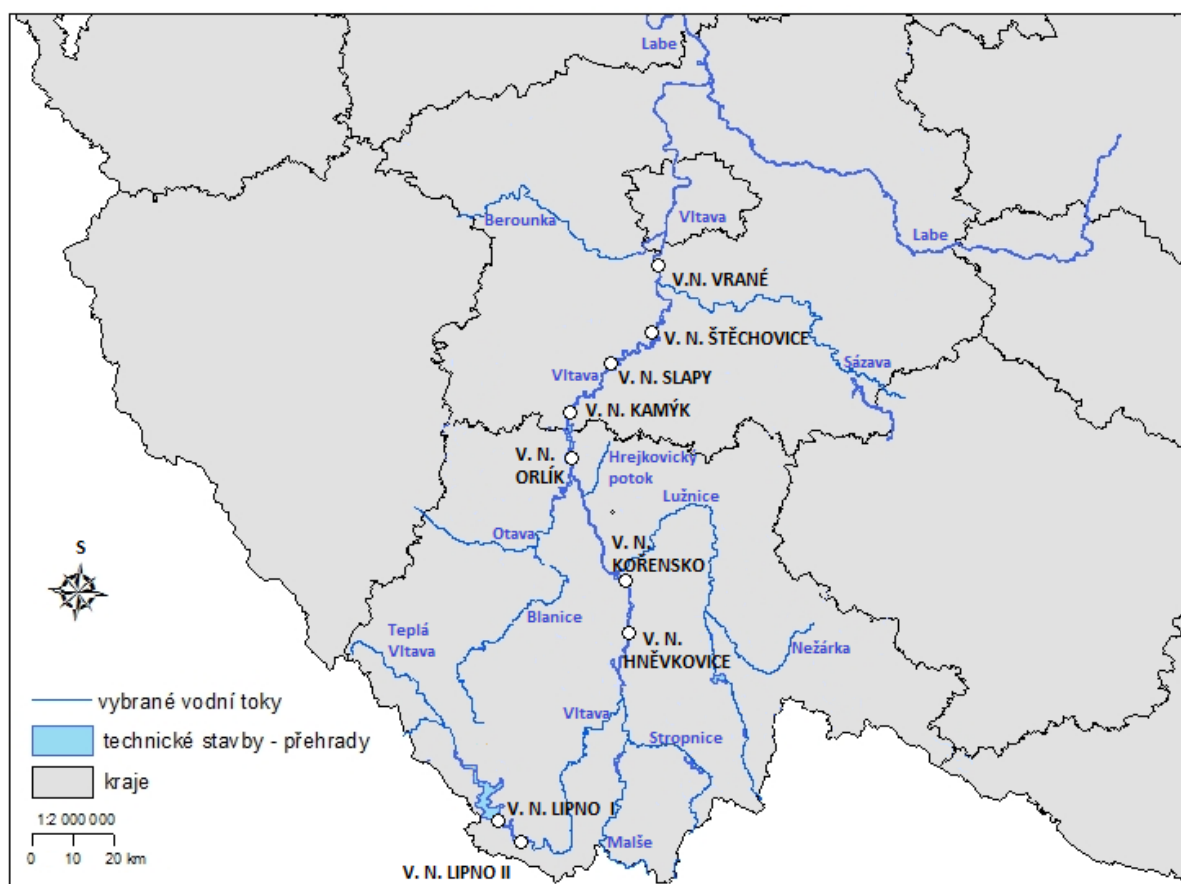 Labe
Berounka
Vltava
Labe
V.N. VRANÉ
V. N. ŠTĚCHOVICE
Sázava
Vltava
V. N. SLAPY
V. N. KAMÝK
V. N.
ORLÍK
Hrejkovický
potok
Lužnice
Otava
V. N.
KOŘENSKO
S
Blanice
Teplá
Vltava
V. N.
HNĚVKOVICE
Nežárka
vybrané vodní toky
Vltava
Stropnice
technické stavby - přehrady
kraje
V. N. LIPNO I
1:2 000 000
Malše
0 10 20 km
V. N. LIPNO II